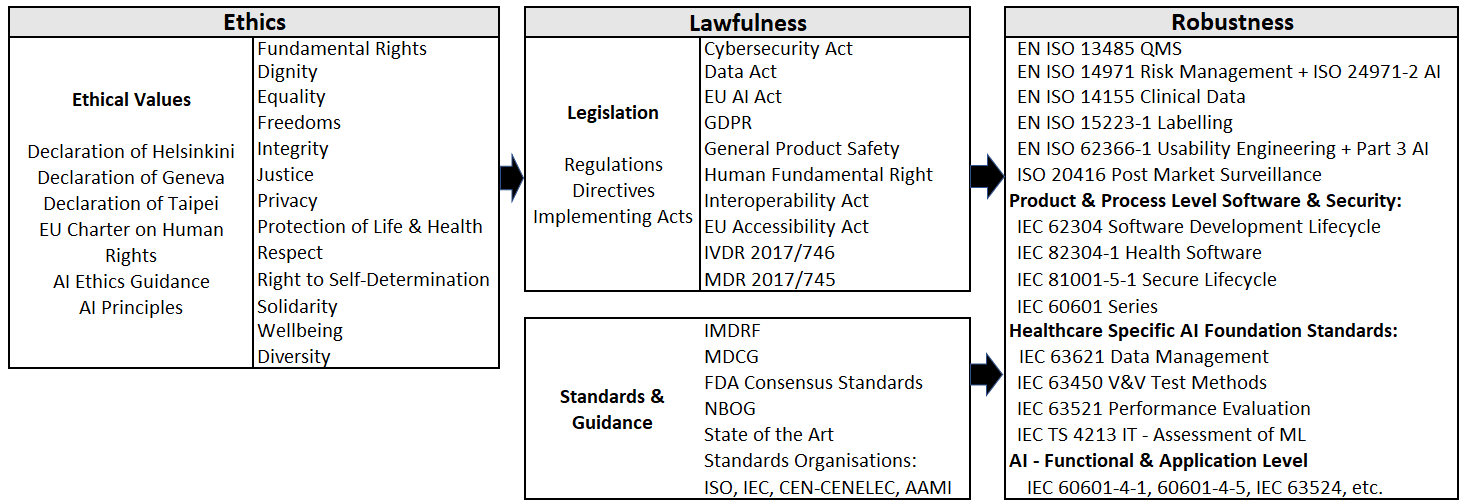 Ethics
Ethical Values
Declaration of Helsinkini
Declaration of Geneva
Declaration of Taipei
EU Charter on Human
Rights
AI Ethics Guidance
AI Principles
Fundamental Rights
Dignity
Equality
Freedoms
Integrity
Justice
Privacy
Protection of Life & Health
Respect
Right to Self-Determination
Solidarity
Wellbeing
Diversity
Lawfulness
Legislation
Regulations
Directives
Implementing Acts
Cybersecurity Act
Data Act
EU AI Act
GDPR
General Product Safety
Human Fundamental Right
Interoperability Act
EU Accessibility Act
IVDR 2017/746
MDR 2017/745
Standards &
Guidance
IMDRF
MDCG
FDA Consensus Standards
NBOG
State of the Art
Standards Organisations:
ISO, IEC, CEN-CENELEC, AAMI
Robustness
EN ISO 13485 QMS
EN ISO 14971 Risk Management + ISO 24971-2 AI
EN ISO 14155 Clinical Data
EN ISO 15223-1 Labelling
EN ISO 62366-1 Usability Engineering + Part 3 AI
ISO 20416 Post Market Surveillance
Product & Process Level Software & Security:
IEC 62304 Software Development Lifecycle
IEC 82304-1 Health Software
IEC 81001-5-1 Secure Lifecycle
IEC 60601 Series
Healthcare Specific AI Foundation Standards:
IEC 63621 Data Management
IEC 63450 V&V Test Methods
IEC 63521 Performance Evaluation
IEC TS 4213 IT - Assessment of ML
AI - Functional & Application Level
IEC 60601-4-1, 60601-4-5, IEC 63524, etc.